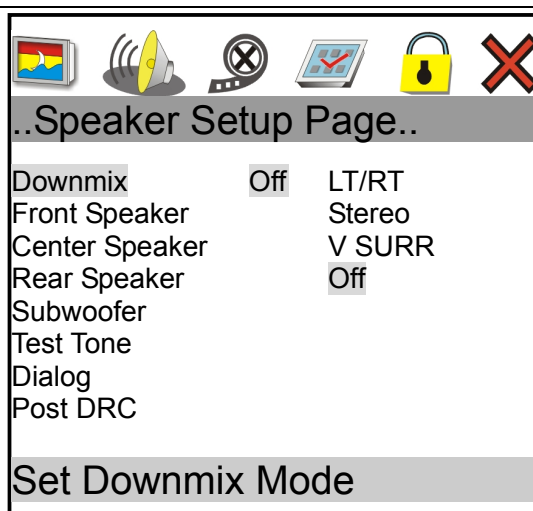 ..Speaker Setup Page..
Downmix Off LT/RT
Front Speaker Stereo
Center Speaker V SURR
Rear Speaker Off
Subwoofer
Test Tone
Dialog
Post DRC
Set Downmix Mode